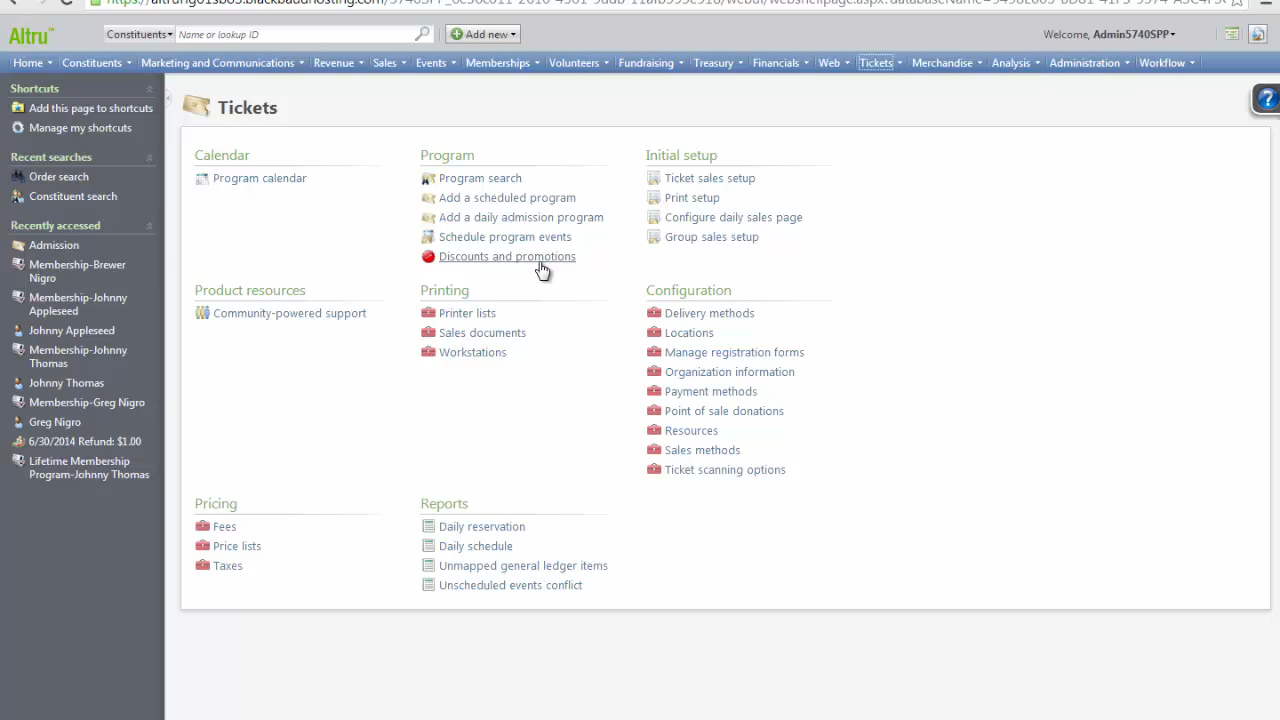 Altru™
Constituents
Name or lookup ID
Add new
Welcome, Admin5740SPP
Home
Constituents
Marketing and Communications
Revenue
Sales
Events
Memberships
Volunteers
Fundraising
Treasury
Financials
Web
Tickets
Merchandise
Analysis
Administration
Workflow
Shortcuts
Add this page to shortcuts
Manage my shortcuts
Recent searches
Order search
Constituent search
Recently accessed
Admission
Membership-Brewer
Nigro
Membership-Johnny
Appleseed
Johnny Appleseed
Membership-Johnny
Thomas
Johnny Thomas
Membership-Greg Nigro
Greg Nigro
6/30/2014 Refund: $1.00
Lifetime Membership
Program-Johnny Thomas
Tickets
Calendar
Program calendar
Program
Program search
Add a scheduled program
Add a daily admission program
Schedule program events
Discounts and promotions
Initial setup
Ticket sales setup
Print setup
Configure daily sales page
Group sales setup
Product resources
Community-powered support
Printing
Printer lists
Sales documents
Workstations
Configuration
Delivery methods
Locations
Manage registration forms
Organization information
Payment methods
Point of sale donations
Resources
Sales methods
Ticket scanning options
Pricing
Fees
Price lists
Taxes
Reports
Daily reservation
Daily schedule
Unmapped general ledger items
Unscheduled events conflict
?